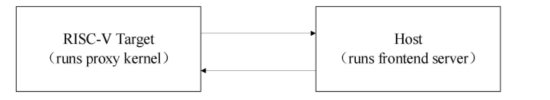 RISC-V Target
（runs proxy kernel）
Host
（runs frontend server）